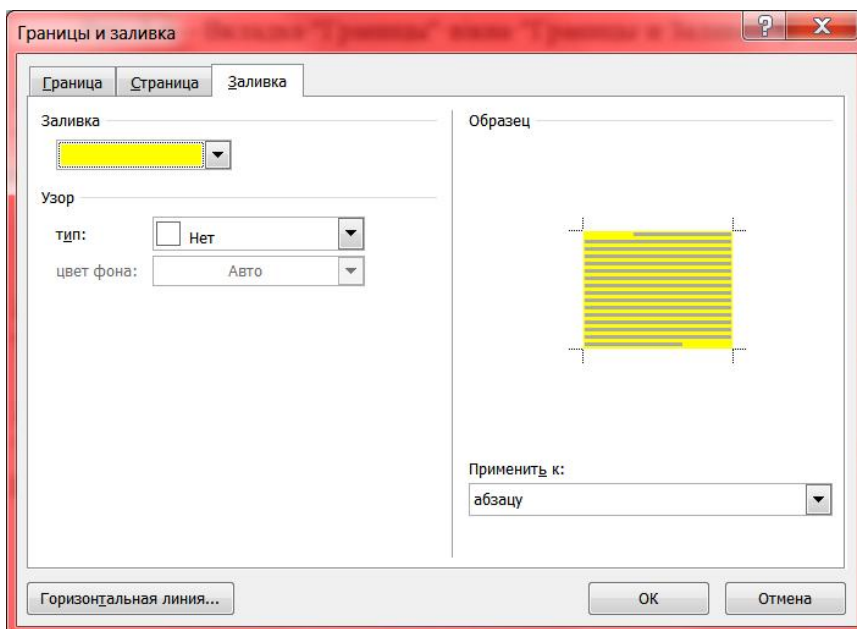 Границы и заливка
Граница Страница Заливка
Заливка
Узор
тип: Нет
цвет фона: Авто
Образец
Применить к:
абзацу
Горизонтальная линия... ОК Отмена